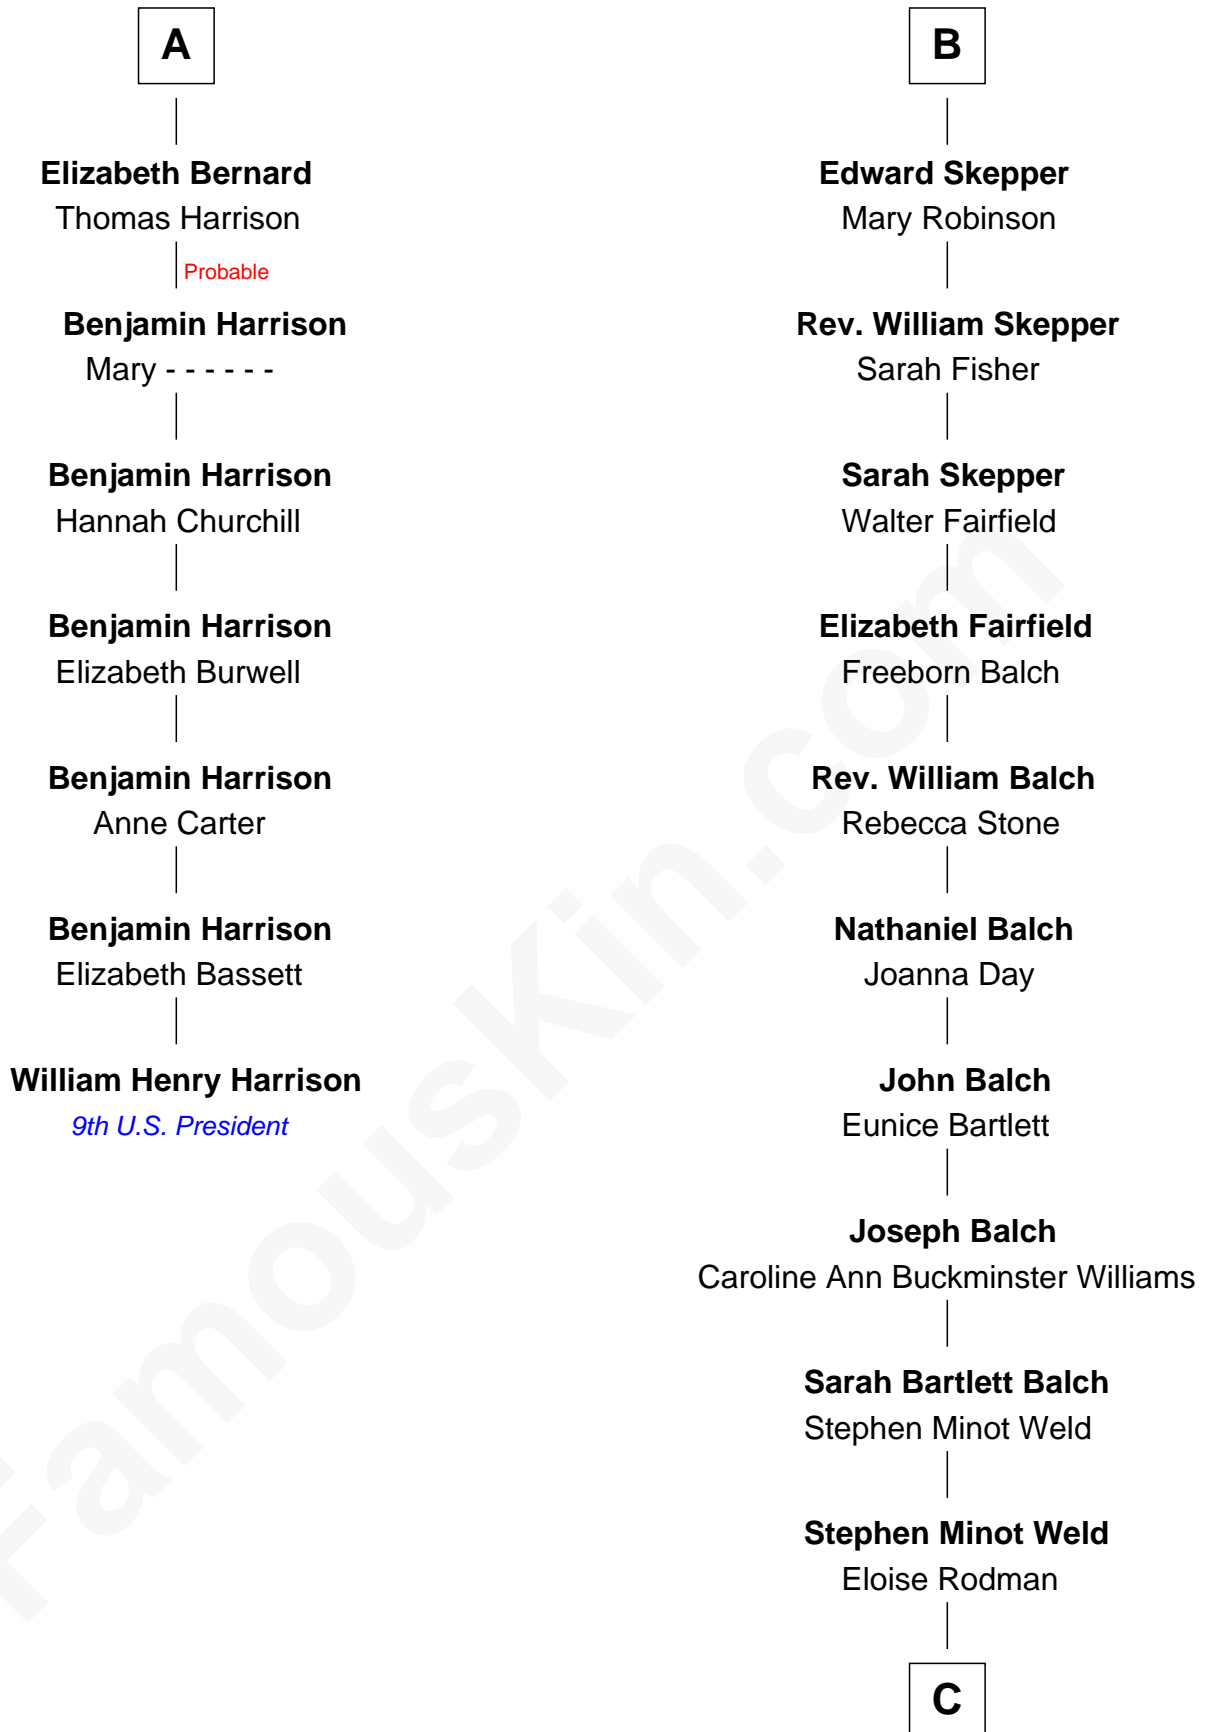 A
Elizabeth Bernard
Thomas Harrison
Probable
Benjamin Harrison
Mary - - - - - -
Benjamin Harrison
Hannah Churchill
Benjamin Harrison
Elizabeth Burwell
Benjamin Harrison
Anne Carter
Benjamin Harrison
Elizabeth Bassett
William Henry Harrison
9th U.S. President
B
Edward Skepper
Mary Robinson
Rev. William Skepper
Sarah Fisher
Sarah Skepper
Walter Fairfield
Elizabeth Fairfield
Freeborn Balch
Rev. William Balch
Rebecca Stone
Nathaniel Balch
Joanna Day
John Balch
Eunice Bartlett
Joseph Balch
Caroline Ann Buckminster Williams
Sarah Bartlett Balch
Stephen Minot Weld
Stephen Minot Weld
Eloise Rodman
C
FamousKin.com